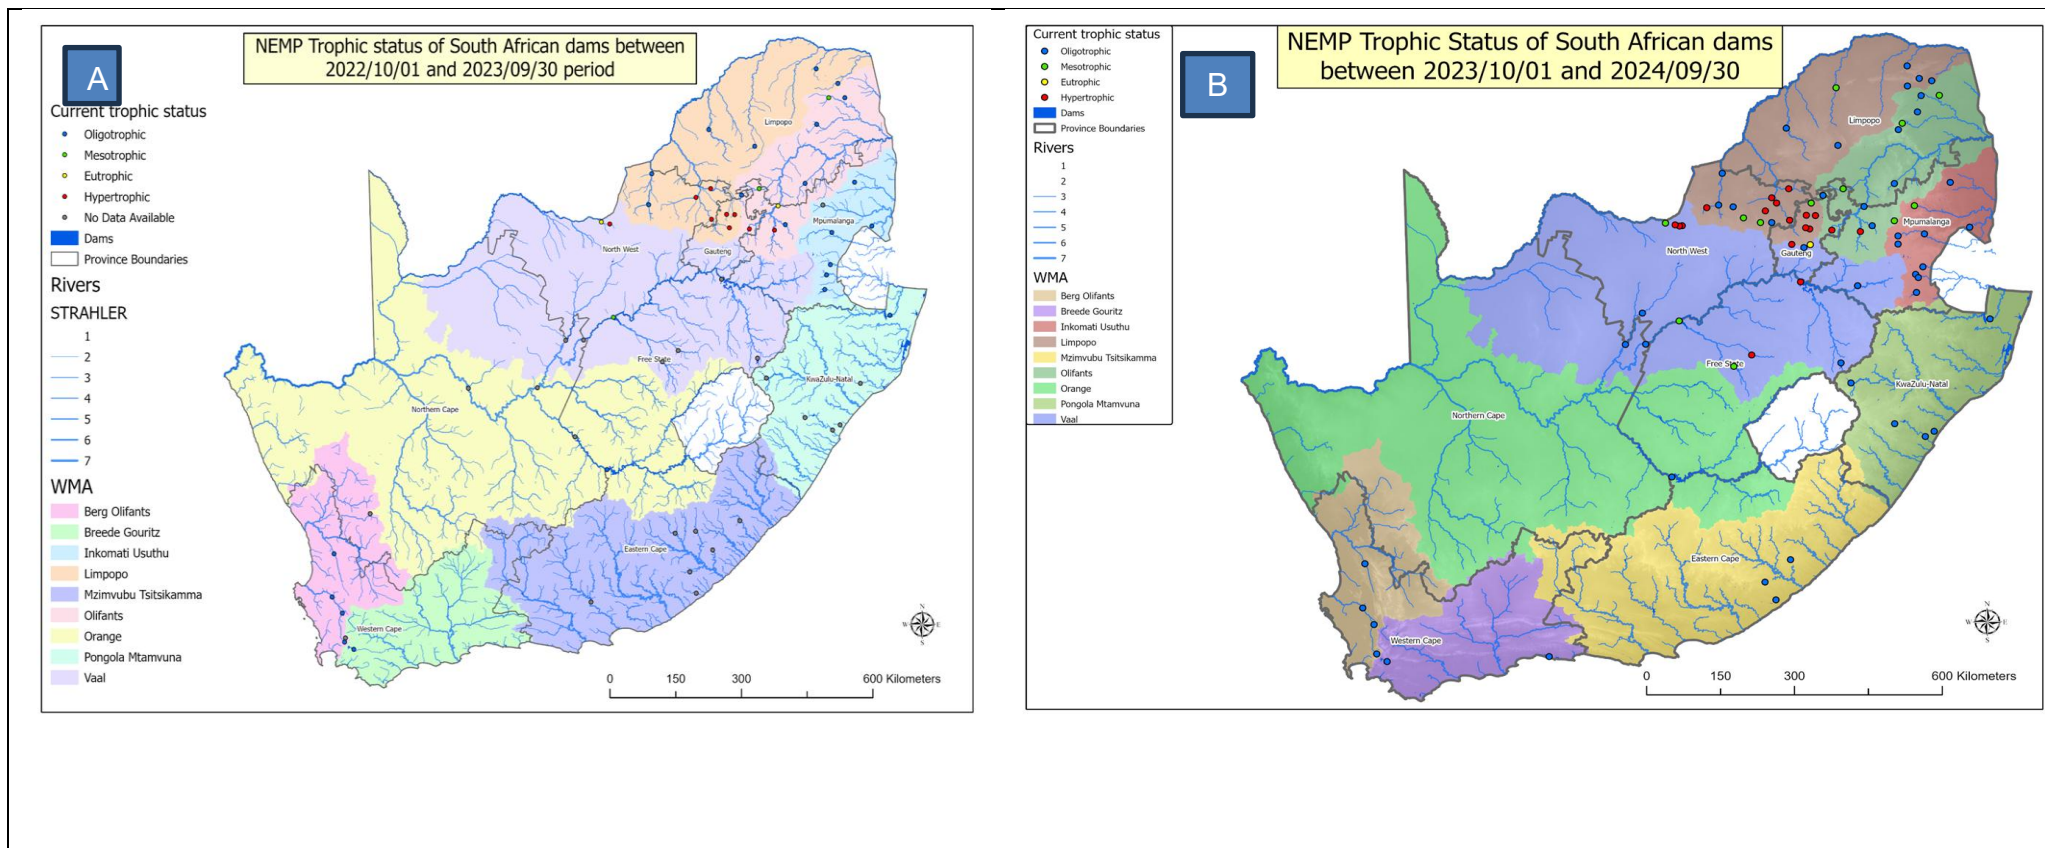 A
NEMP Trophic status of South African dams between
2022/10/01 and 2023/09/30 period
Current trophic status
Oligotrophic
Mesotrophic
Eutrophic
Hypertrophic
No Data Available
Dams
Province Boundaries
Rivers
STRAHLER
1
2
3
4
5
6
7
WMA
Berg Olifants
Breede Gouritz
Inkomati Usuthu
Limpopo
Mzimvubu Tsitsikamma
Olifants
Orange
Pongola Mtamvuna
Vaal
Limpopo
Mpumalanga
North West
Gauteng
Free State
KwaZulu-Natal
Northern Cape
Eastern Cape
Western Cape
N
W E
S
0 150 300 600 Kilometers
B
NEMP Trophic Status of South African dams
between 2023/10/01 and 2024/09/30
Current trophic status
Oligotrophic
Mesotrophic
Eutrophic
Hypertrophic
Dams
Province Boundaries
Rivers
1
2
3
4
5
6
7
WMA
Berg Olifants
Breede Gouritz
Inkomati Usuthu
Limpopo
Mzimvubu Tsitsikamma
Olifants
Orange
Pongola Mtamvuna
Vaal
Limpopo
Mpumalanga
North West
Gauteng
Free State
KwaZulu-Natal
Northern Cape
Eastern Cape
Western Cape
N
W E
S
0 150 300 600 Kilometers